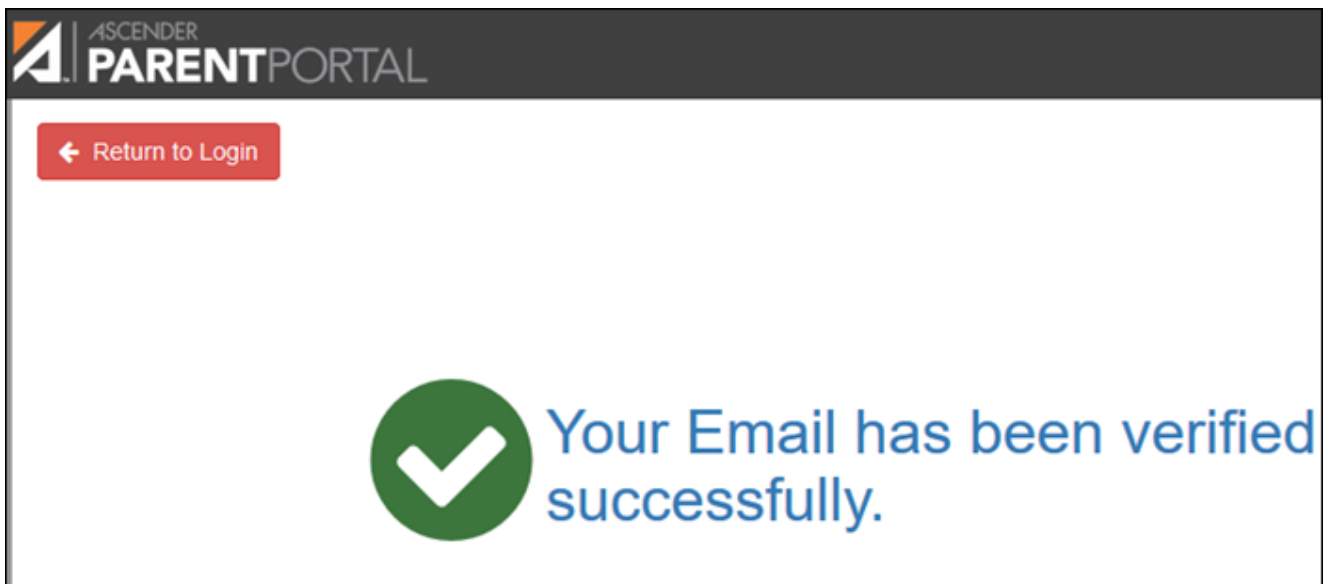 ASCENDER
PARENTPORTAL
Return to Login
Your Email has been verified
successfully.